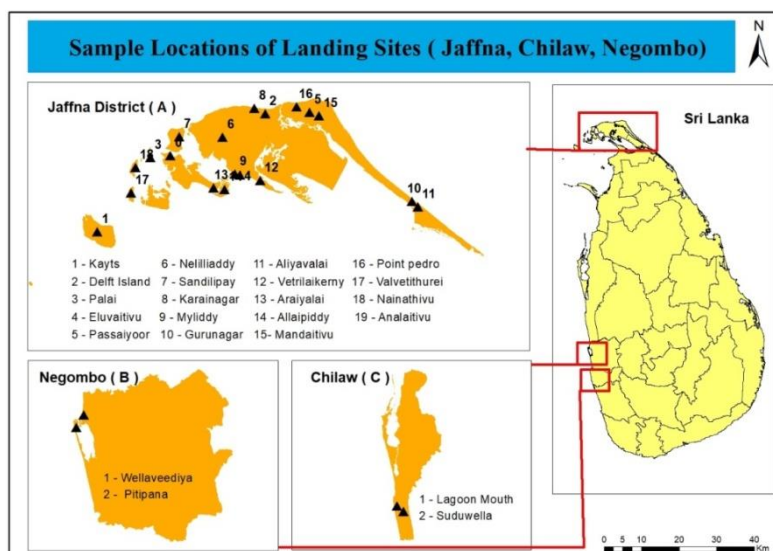 Sample Locations of Landing Sites ( Jaffna, Chilaw, Negombo)
N
Jaffna District ( A )
8 2 16 5 15
7 6
3
18
9
17 13 12
10 11
1
1 - Kayts 6 - Nelilliaddy 11 - Aliyavalai 16 - Point pedro
2 - Delft Island 7 - Sandilipay 12 - Vetrilaikerny 17 - Valvetithurei
3 - Palai 8 - Karainagar 13 - Araiyalai 18 - Nainathivu
4 - Eluvaitivu 9 - Myliddy 14 - Allaipiddy 19 - Analaitivu
5 - Passaiyoor 10 - Gurunagar 15- Mandaitivu
Sri Lanka
Negombo ( B )
1 - Wellaveediya
2 - Pitipana
Chilaw ( C )
1 - Lagoon Mouth
2 - Suduwella
0 5 10 20 30 40
Km